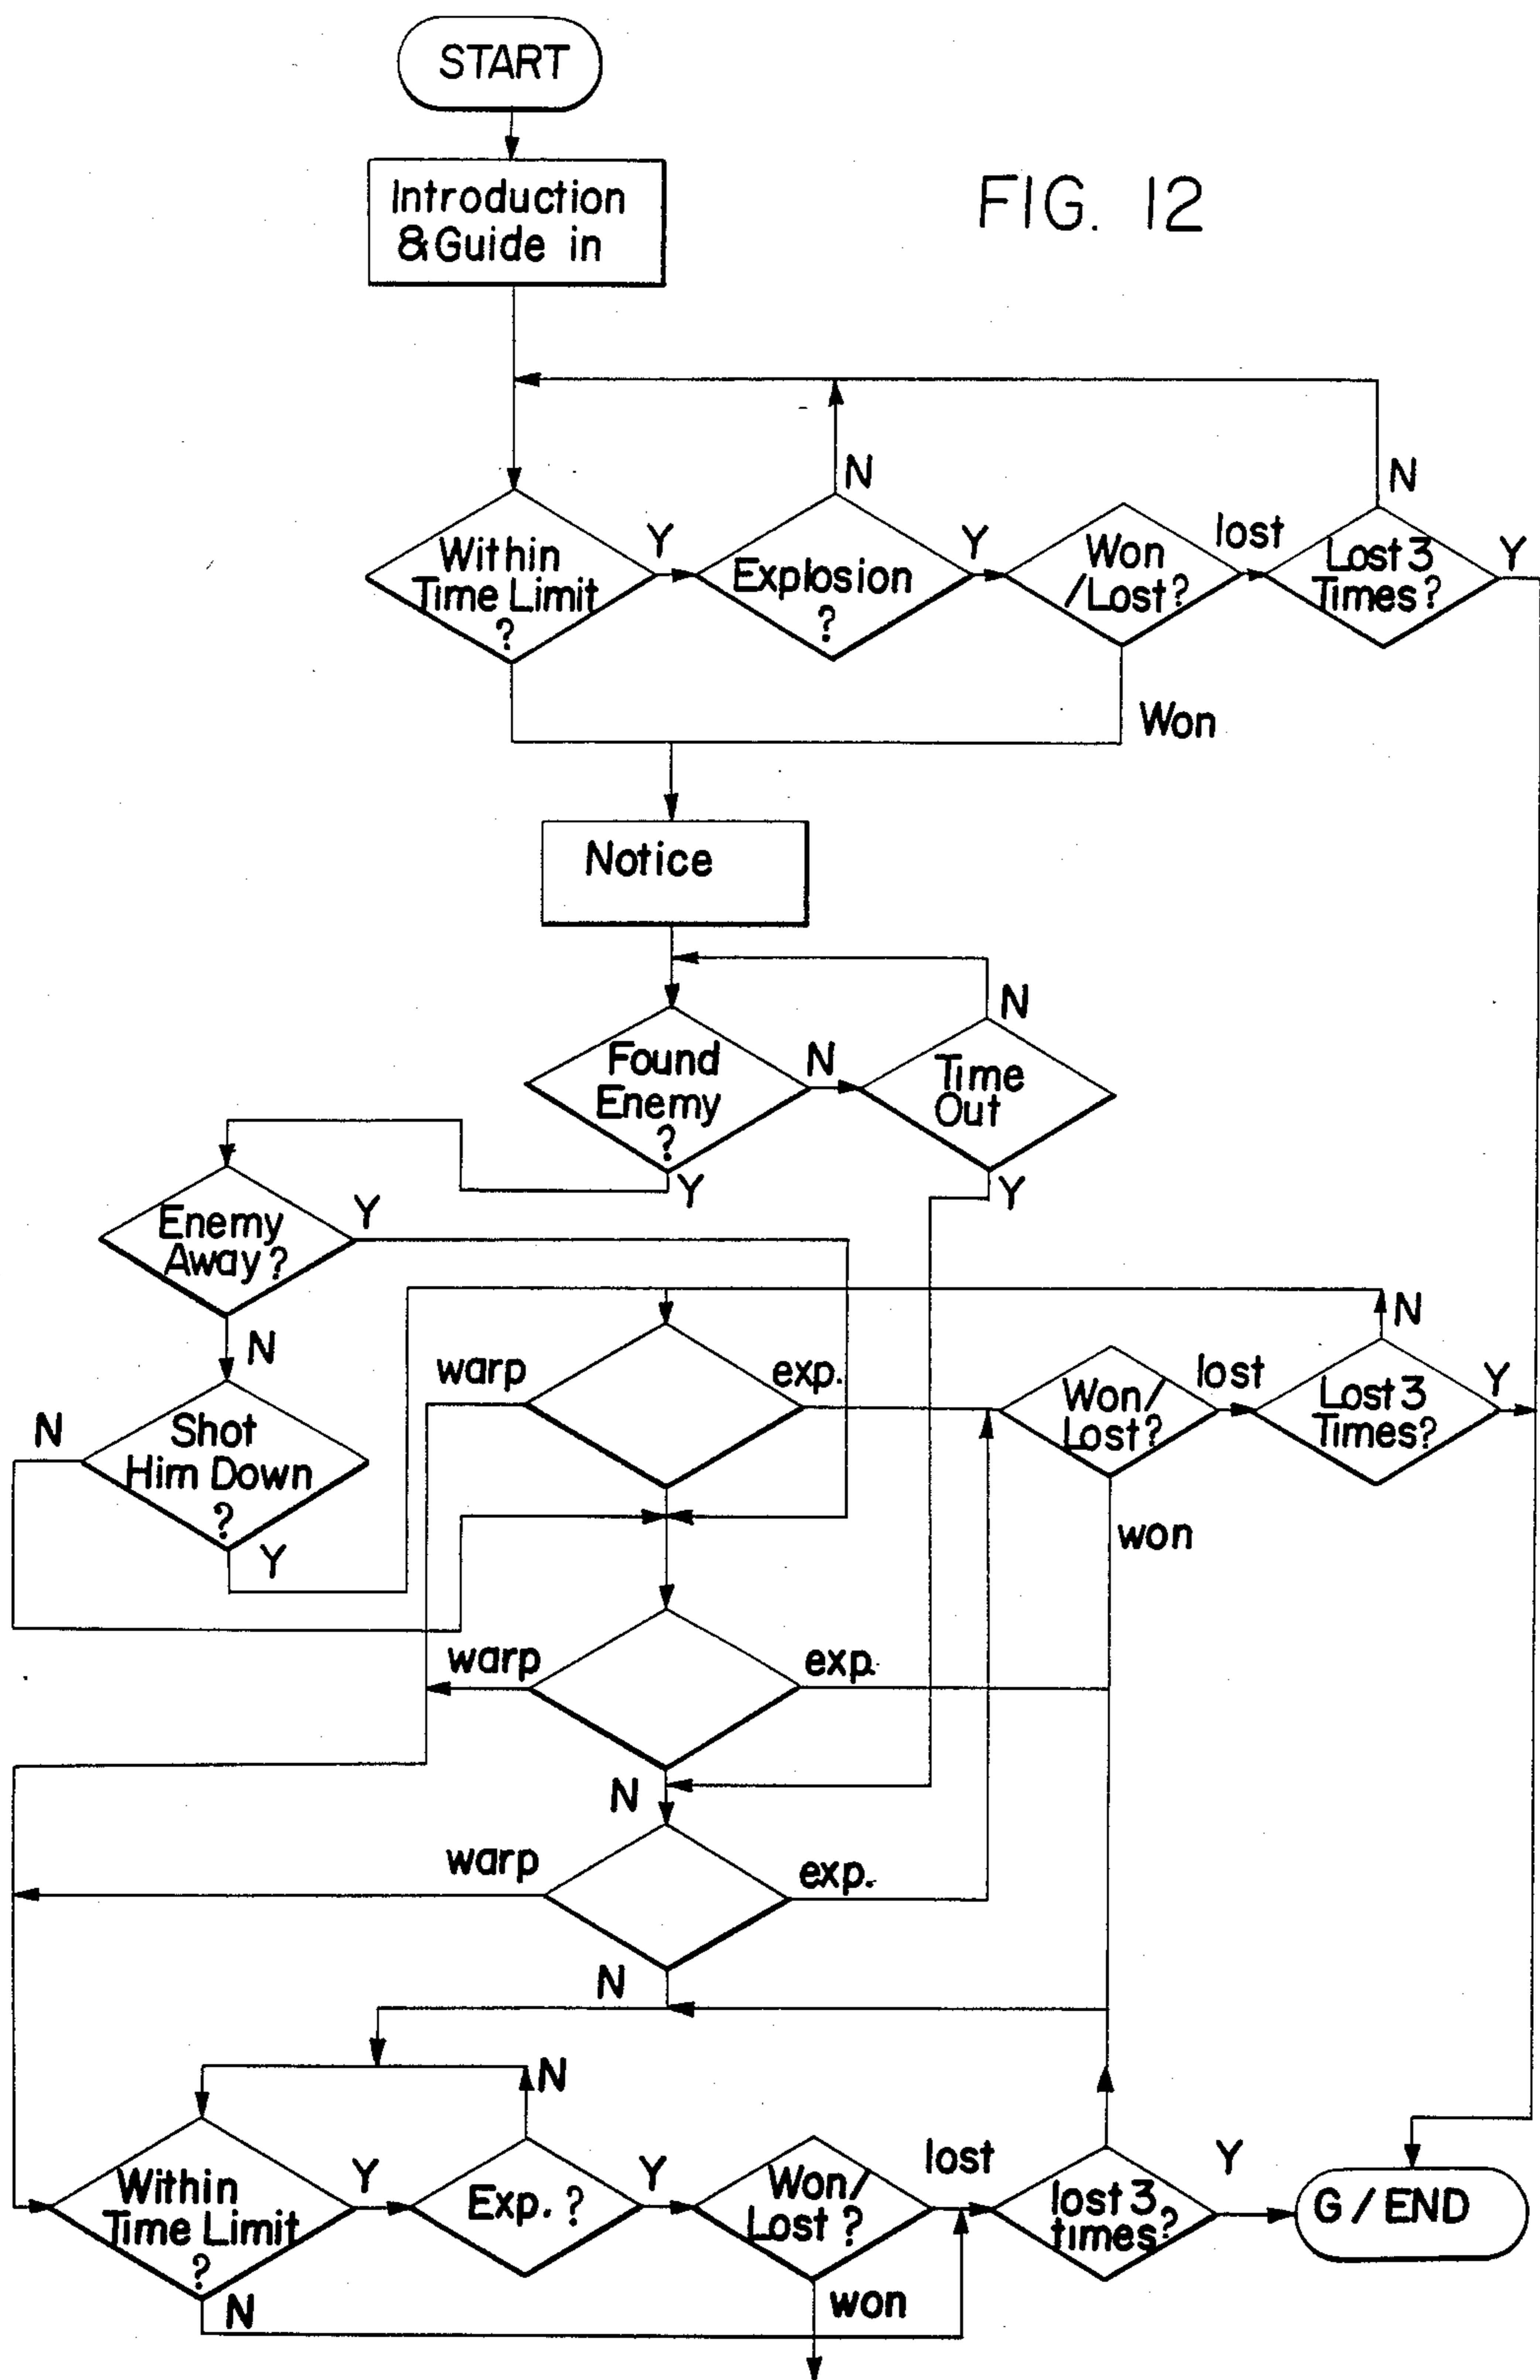 START
Introduction
&Guide in
FIG. 12
N
N
Within
Time Limit
?
Y
Explosion
?
Y
Won
/Lost?
lost
Lost 3
Times?
Y
Won
Notice
N
Found
Enemy
?
N
Time
Out
Y
Y
Enemy
Away?
Y
N
N
Shot
Him Down
?
Y
warp
exp.
Won/
Lost?
lost
Lost 3
Times?
N
Y
won
warp
exp.
N
warp
exp.
N
N
Within
Time Limit
?
Y
Exp. ?
Y
Won/
Lost ?
lost
lost 3
times?
Y
G / END
N
won